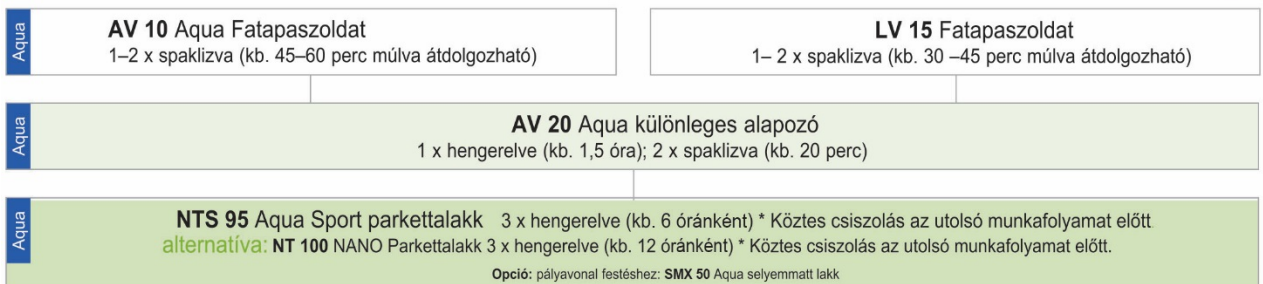 Aqua
AV 10 Aqua Fatapaszoldat
1–2 x spaklizva (kb. 45–60 perc múlva átdolgozható)
LV 15 Fatapaszoldat
1– 2 x spaklizva (kb. 30 –45 perc múlva átdolgozható)
Aqua
AV 20 Aqua különleges alapozó
1 x hengerelve (kb. 1,5 óra); 2 x spaklizva (kb. 20 perc)
Aqua
NTS 95 Aqua Sport parkettalakk 3 x hengerelve (kb. 6 óránként) * Köztes csiszolás az utolsó munkafolyamat előtt
alternatíva: NT 100 NANO Parkettalakk 3 x hengerelve (kb. 12 óránként) * Köztes csiszolás az utolsó munkafolyamat előtt.
Opció: pályavonal festéshez: SMX 50 Aqua selyemmatt lakk